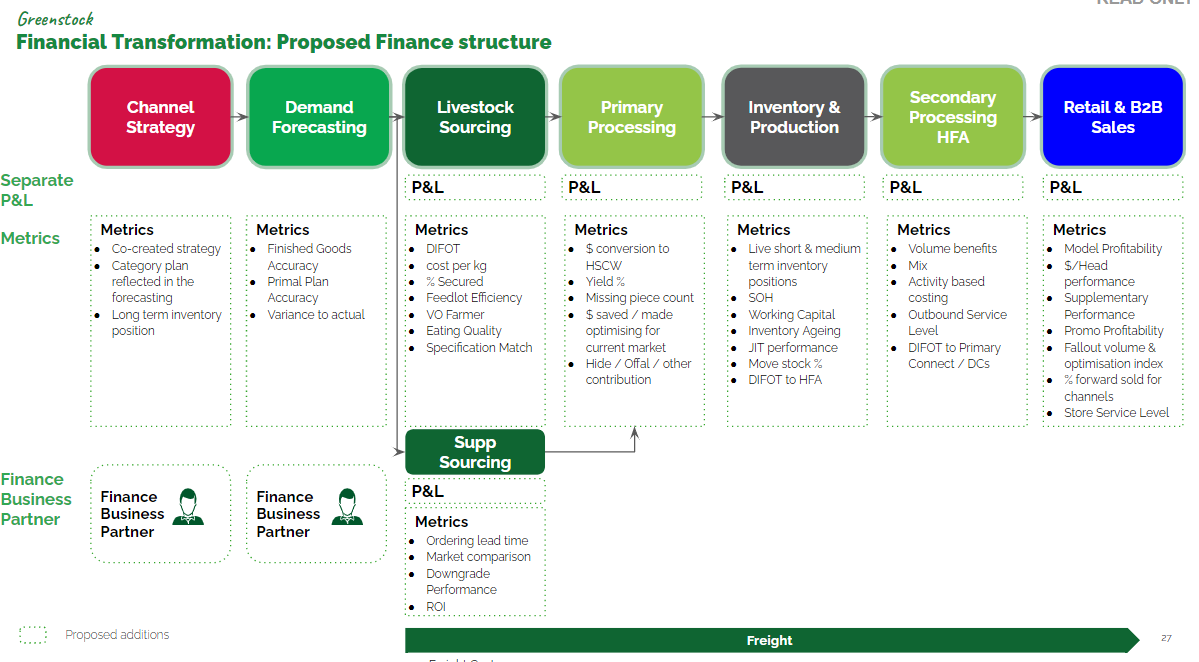 READ ONLY
Greenstock
Financial Transformation: Proposed Finance structure
Channel
Strategy
Demand
Forecasting
Livestock
Sourcing
Primary
Processing
Inventory &
Production
Secondary
Processing
HFA
Retail & B2B
Sales
Separate
P&L
P&L
P&L
P&L
P&L
P&L
Metrics
Metrics
● Co-created strategy
● Category plan
reflected in the
forecasting
● Long term inventory
position
Metrics
● Finished Goods
Accuracy
● Primal Plan
Accuracy
● Variance to actual
Metrics
● DIFOT
● cost per kg
● % Secured
● Feedlot Efficiency
● VO Farmer
● Eating Quality
● Specification Match
Metrics
● $ conversion to
HSCW
● Yield %
● Missing piece count
● $ saved / made
optimising for
current market
● Hide / Offal / other
contribution
Metrics
● Live short & medium
term inventory
positions
● SOH
● Working Capital
● Inventory Ageing
● JIT performance
● Move stock %
● DIFOT to HFA
Metrics
● Volume benefits
● Mix
● Activity based
costing
● Outbound Service
Level
● DIFOT to Primary
Connect / DCs
Metrics
● Model Profitability
● $/Head
performance
● Supplementary
Performance
● Promo Profitability
● Fallout volume &
optimisation index
● % forward sold for
channels
● Store Service Level
Supp
Sourcing
P&L
Metrics
● Ordering lead time
● Market comparison
● Downgrade
Performance
● ROI
Finance
Business
Partner
Finance
Business
Partner
Finance
Business
Partner
Proposed additions
Freight
27